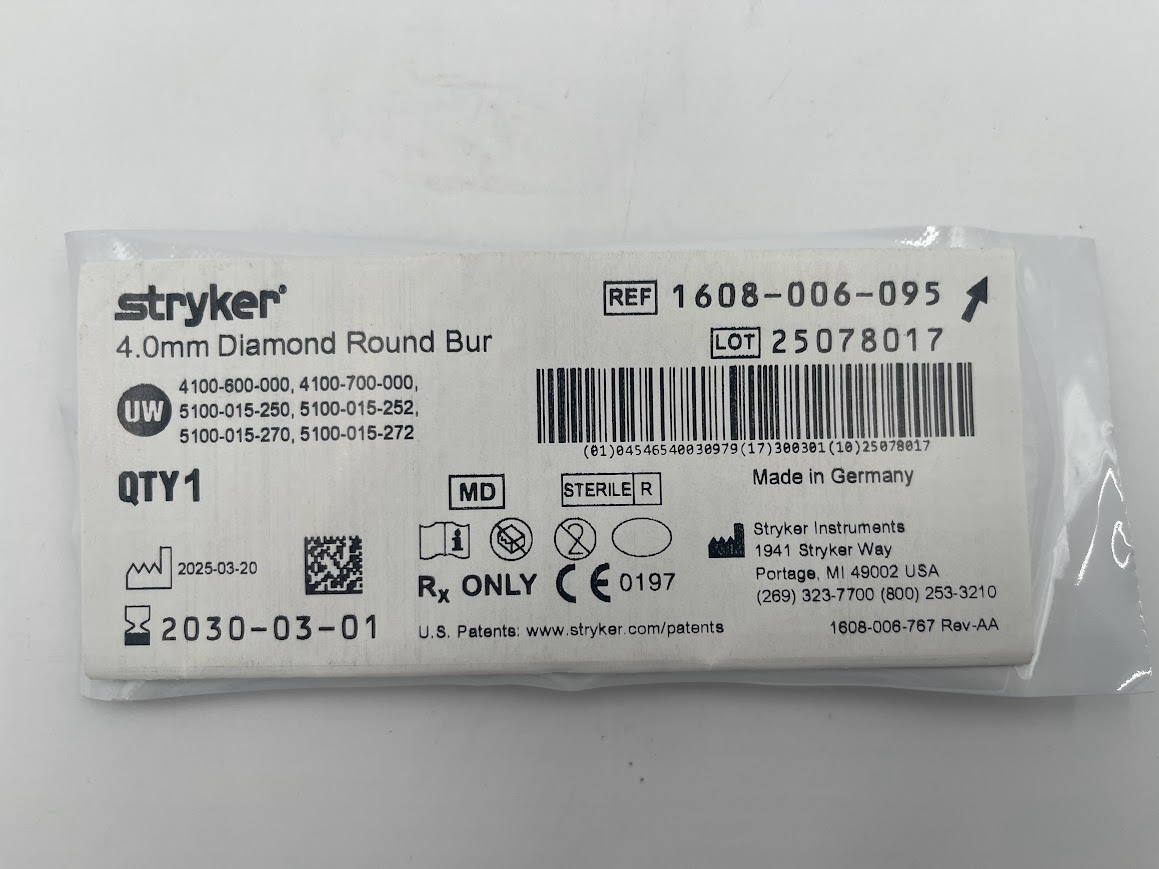 stryker®
4.0mm Diamond Round Bur
UW
4100-600-000, 4100-700-000,
5100-015-250, 5100-015-252,
5100-015-270, 5100-015-272
QTY1
2025-03-20
2030-03-01
REF 1608-006-095
LOT 25078017
(01)04546540030979(17)300301(10)25078017
Made in Germany
MD
STERILE R
i
2
Rx ONLY CE 0197
U.S. Patents: www.stryker.com/patents
Stryker Instruments
1941 Stryker Way
Portage, MI 49002 USA
(269) 323-7700 (800) 253-3210
1608-006-767 Rev-AA